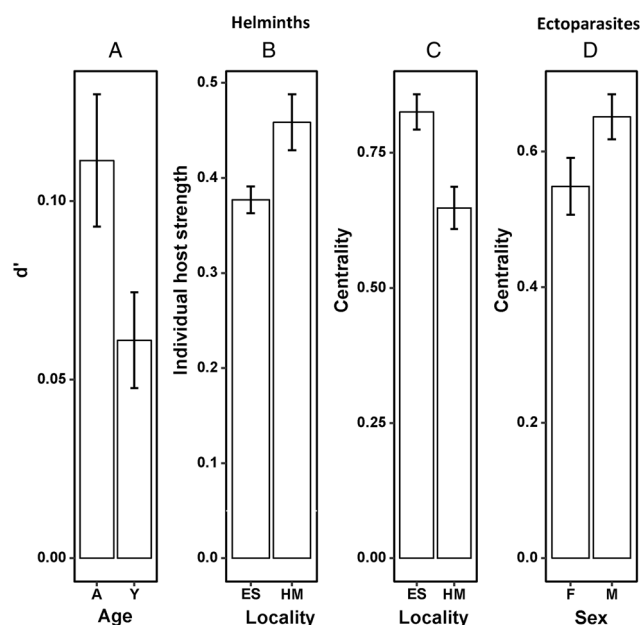 Helminths
Ectoparasites
A
B
C
D
d'
0.10
0.05
0.00
A Y
Age
Individual host strength
0.5
0.4
0.3
0.2
0.1
0.0
ES HM
Locality
Centrality
0.75
0.50
0.25
0.00
ES HM
Locality
Centrality
0.6
0.4
0.2
0.0
F M
Sex